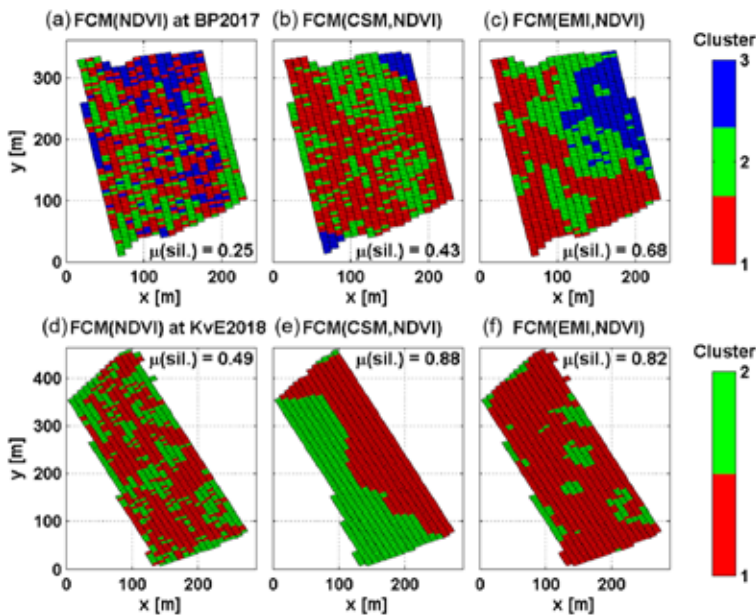 (a) FCM(NDVI) at BP2017
(b) FCM(CSM,NDVI)
(c) FCM(EMI,NDVI)
Cluster
3
2
1
y [m]
300
200
100
0
μ(sil.) = 0.25
μ(sil.) = 0.43
μ(sil.) = 0.68
0 100 200
0 100 200
0 100 200
x [m]
x [m]
x [m]
(d) FCM(NDVI) at KvE2018
(e) FCM(CSM,NDVI)
(f) FCM(EMI,NDVI)
Cluster
2
1
μ(sil.) = 0.49
μ(sil.) = 0.88
μ(sil.) = 0.82
y [m]
400
300
200
100
0
0 100 200
0 100 200
0 100 200
x [m]
x [m]
x [m]